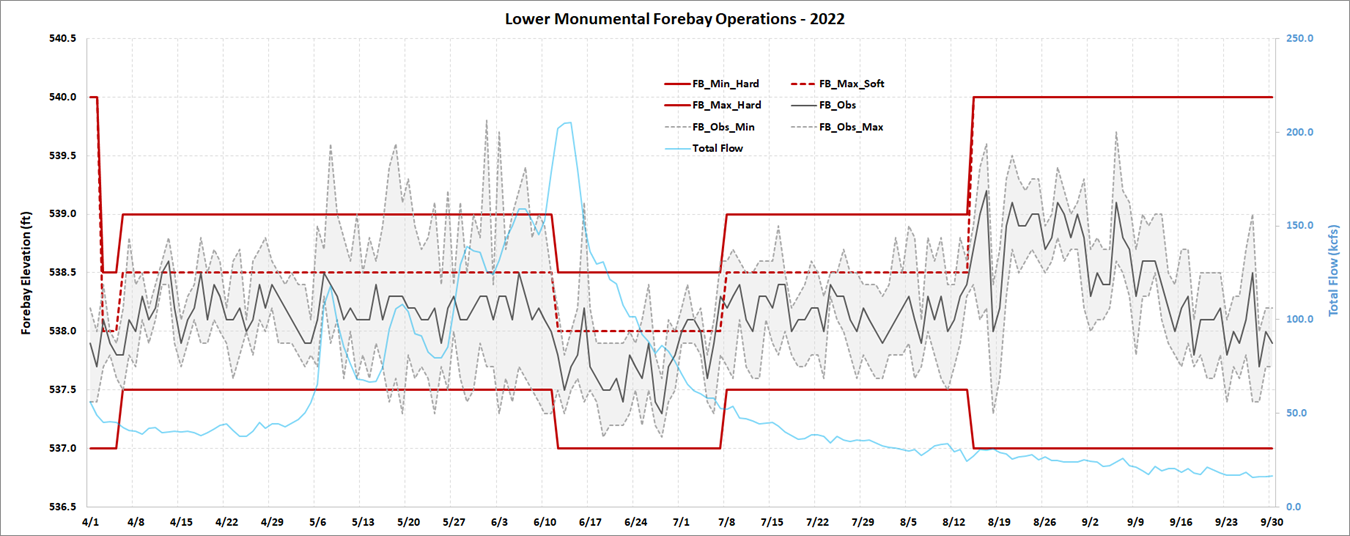 Lower Monumental Forebay Operations - 2022
540.5
540.0
539.5
539.0
538.5
538.0
537.5
537.0
536.5
Forebay Elevation (ft)
FB_Min_Hard FB_Max_Soft
FB_Max_Hard FB_Obs
FB_Obs_Min FB_Obs_Max
Total Flow
250.0
200.0
150.0
100.0
50.0
0.0
Total Flow (kcfs)
4/1 4/8 4/15 4/22 4/29 5/6 5/13 5/20 5/27 6/3 6/10 6/17 6/24 7/1 7/8 7/15 7/22 7/29 8/5 8/12 8/19 8/26 9/2 9/9 9/16 9/23 9/30